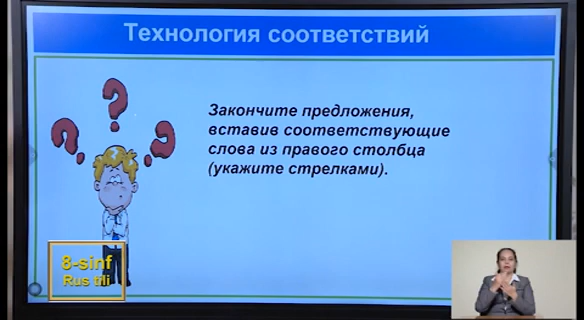 Технология соответствий
Закончите предложения,
вставив соответствующие
слова из правого столбца
(укажите стрелками).
8-sinf
Rus tili